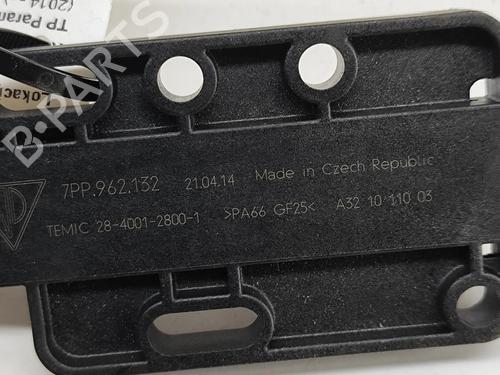 TP Param
(2014
Lokaci
B-PARTS
7PP.962.132 21.04.14 Made in Czech Republic
TEMIC 28-4001-2800-1 >PA66 GF25< A32 10 110 03